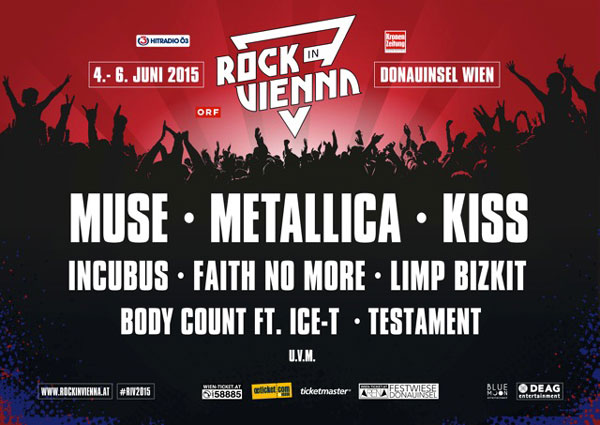 HITRADIO Ö3
Kronen Zeitung
4.- 6. JUNI 2015
ROCK IN VIENNA
DONAUINSEL WIEN
ORF
MUSE · METALLICA · KISS
INCUBUS · FAITH NO MORE · LIMP BIZKIT
BODY COUNT FT. ICE-T · TESTAMENT
U.V.M.
WWW.ROCKINVIENNA.AT
#RIV2015
WIEN-TICKET.AT
58885
oeticket.com
ticketmaster
FESTWIESE DONAUINSEL
BLUE MOON
DEAG entertainment